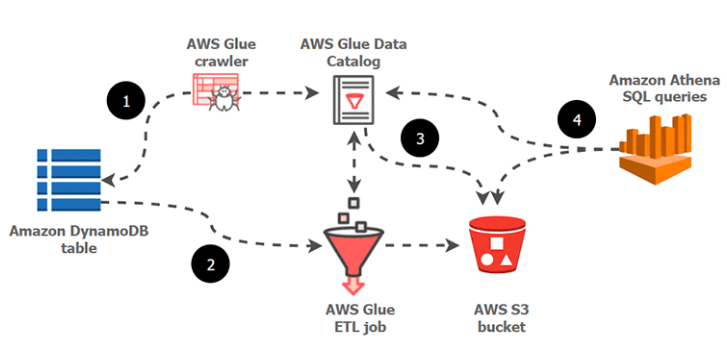 AWS Glue
crawler
AWS Glue Data
Catalog
Amazon Athena
SQL queries
1
3
4
Amazon DynamoDB
table
2
AWS Glue
ETL job
AWS S3
bucket